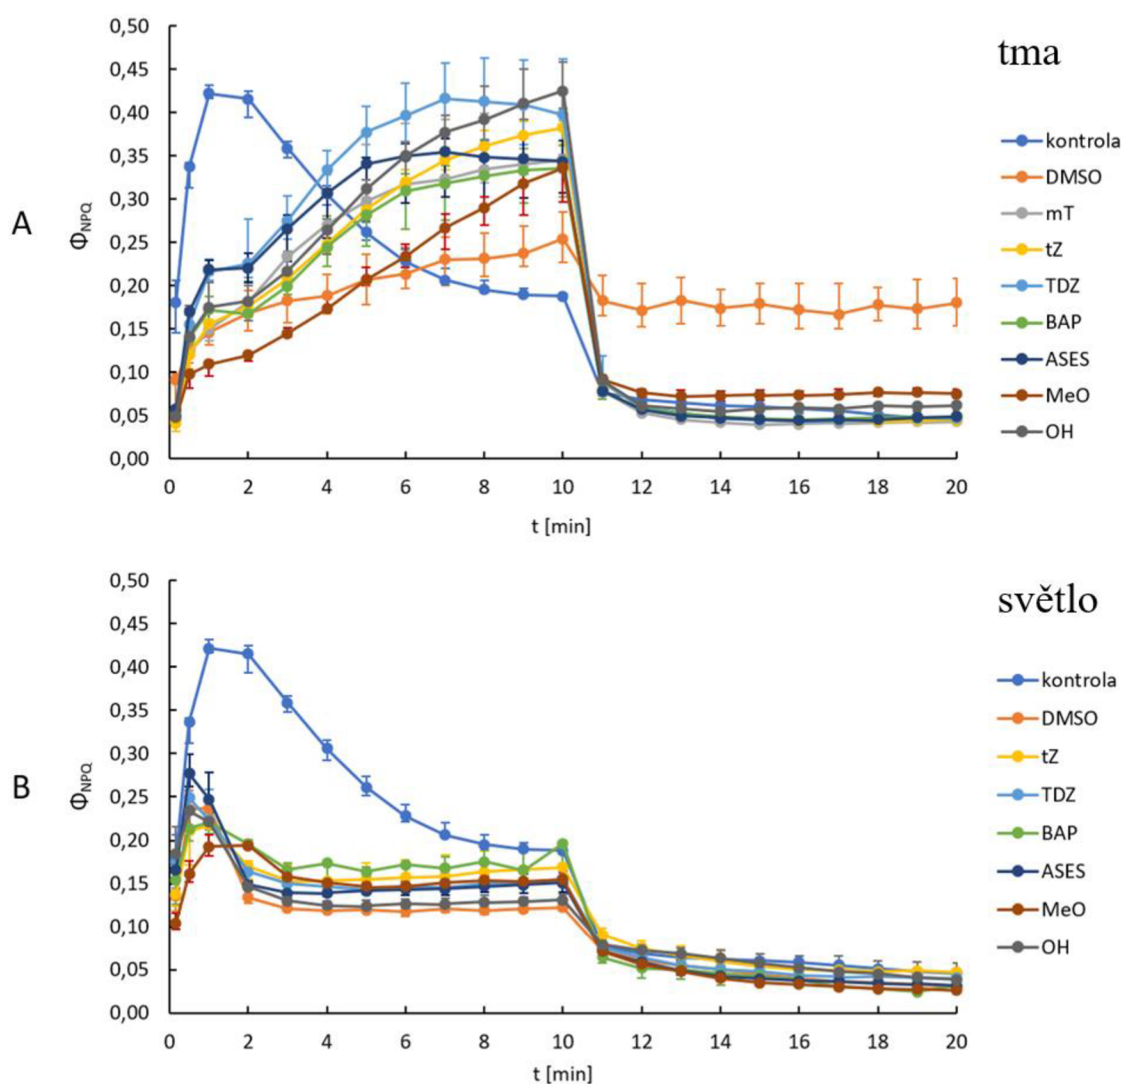 A
ΦNPQ
0,50
0,45
0,40
0,35
0,30
0,25
0,20
0,15
0,10
0,05
0,00
0 2 4 6 8 10 12 14 16 18 20
t [min]
tma
kontrola
DMSO
mT
tZ
TDZ
BAP
ASES
MeO
OH
B
ΦNPQ
0,50
0,45
0,40
0,35
0,30
0,25
0,20
0,15
0,10
0,05
0,00
0 2 4 6 8 10 12 14 16 18 20
t [min]
světlo
kontrola
DMSO
tZ
TDZ
BAP
ASES
MeO
OH